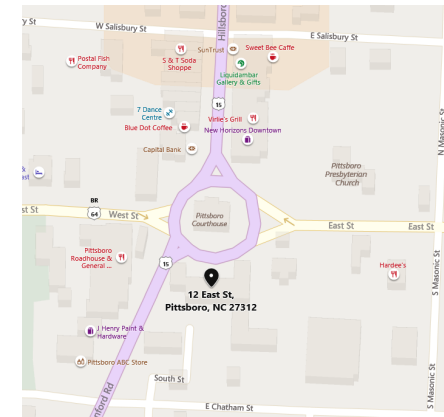 W Salisbury St
E Salisbury St
Hillsboro
SunTrust
Sweet Bee Caffe
Postal Fish
Company
S & T Soda
Shoppe
Liquidambar
Gallery & Gifts
N Masonic St
15
7 Dance
Centre
Virlie's Grill
Blue Dot Coffee
New Horizons Downtown
Capital Bank
Pittsboro
Presbyterian
Church
&
BR
64
West St
Pittsboro
Courthouse
East St
East St
Pittsboro
Roadhouse &
General ...
15
Hardee's
S Masonic St
12 East St,
Pittsboro, NC 27312
J Henry Paint &
Hardware
Pittsboro ABC Store
South St
S Masonic St
E Chatham St